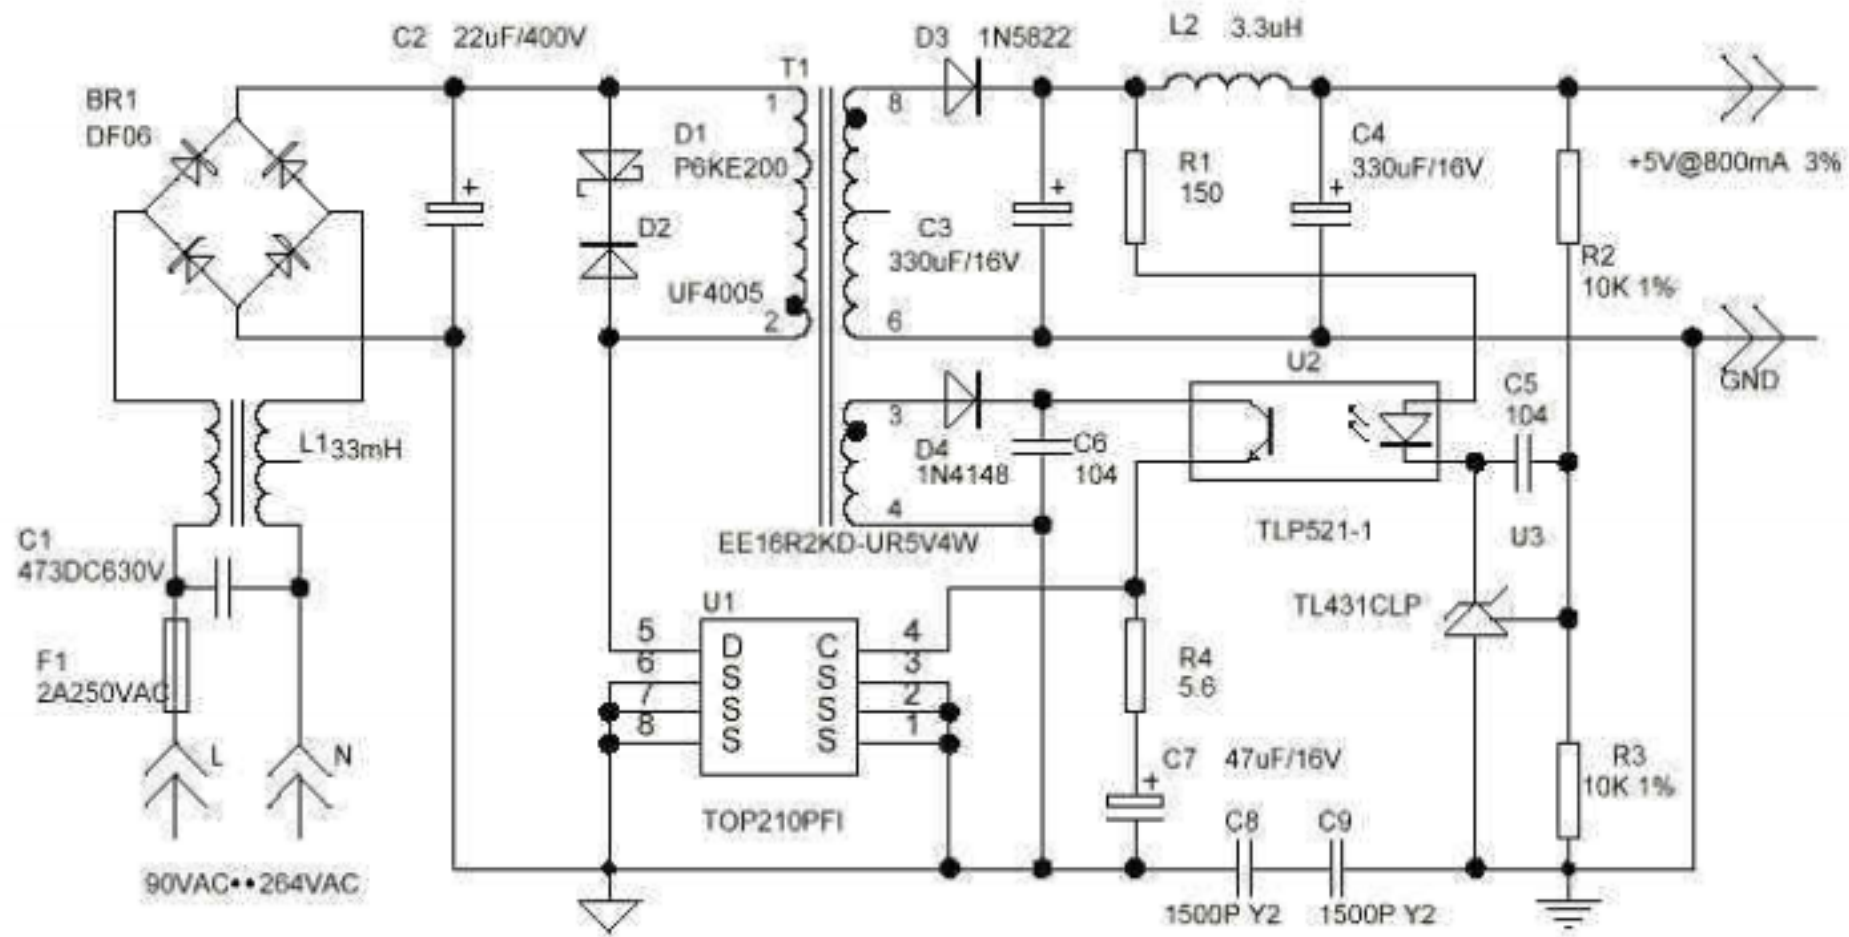 C2 22uF/400V
D3 1N5822
L2 3.3uH
T1
BR1
DF06
1
8
D1
P6KE200
R1
150
C4
330uF/16V
+5V@800mA 3%
+
+
+
D2
C3
330uF/16V
R2
10K 1%
UF4005
2
6
U2
GND
C5
104
3
L1 33mH
D4
1N4148
C6
104
4
C1
473DC630V
EE16R2KD-UR5V4W
TLP521-1
U3
U1
TL431CLP
5 D C 4
6 S S 3
7 S S 2
8 S S 1
F1
2A250VAC
R4
5.6
L
N
C7 47uF/16V
+
R3
10K 1%
TOP210PFI
C8
C9
90VAC••264VAC
1500P Y2
1500P Y2